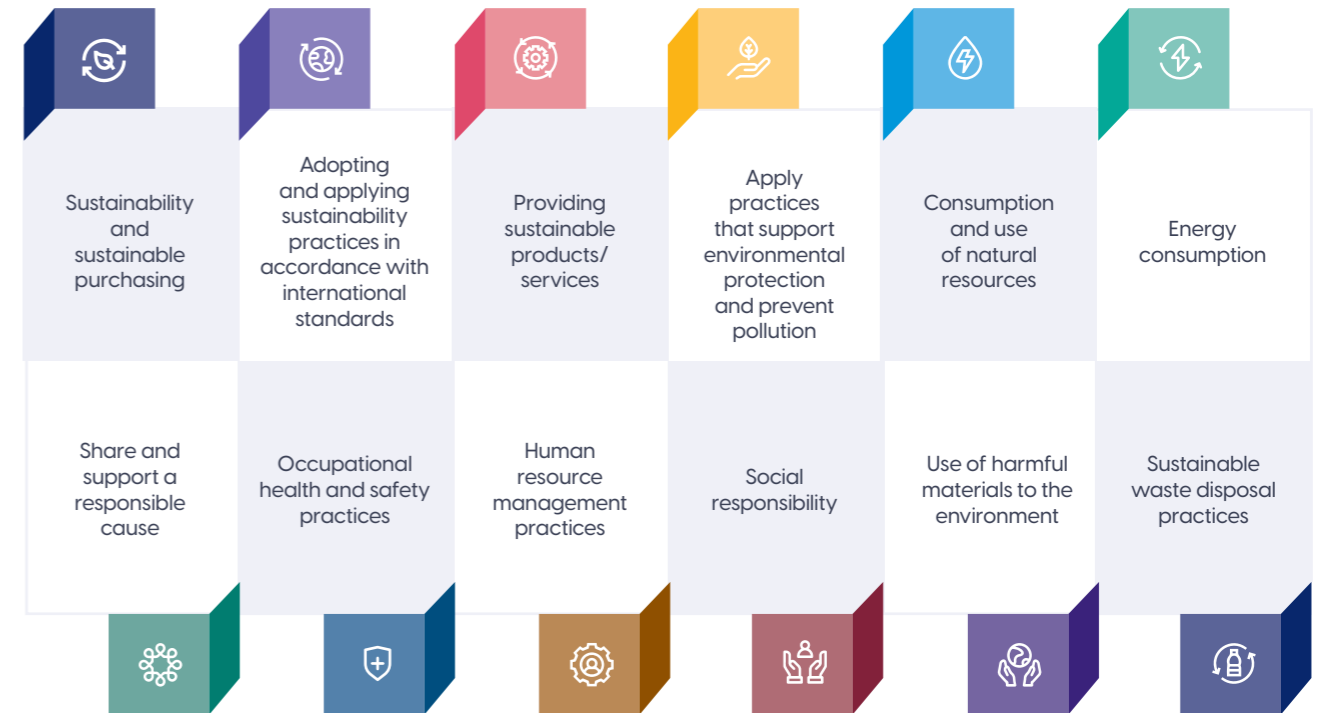 Sustainability
and
sustainable
purchasing
Adopting
and applying
sustainability
practices in
accordance with
international
standards
Providing
sustainable
products/
services
Apply
practices
that support
environmental
protection
and prevent
pollution
Consumption
and use
of natural
resources
Energy
consumption
Share and
support a
responsible
cause
Occupational
health and safety
practices
Human
resource
management
practices
Social
responsibility
Use of harmful
materials to the
environment
Sustainable
waste disposal
practices